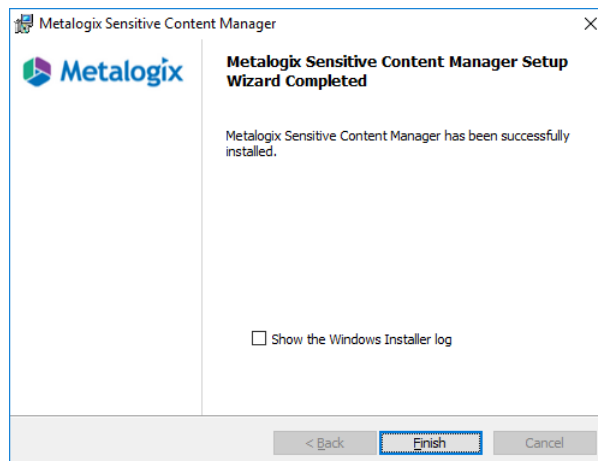 Metalogix Sensitive Content Manager
Metalogix
Metalogix Sensitive Content Manager Setup
Wizard Completed
Metalogix Sensitive Content Manager has been successfully
installed.
Show the Windows Installer log
< Back
Finish
Cancel